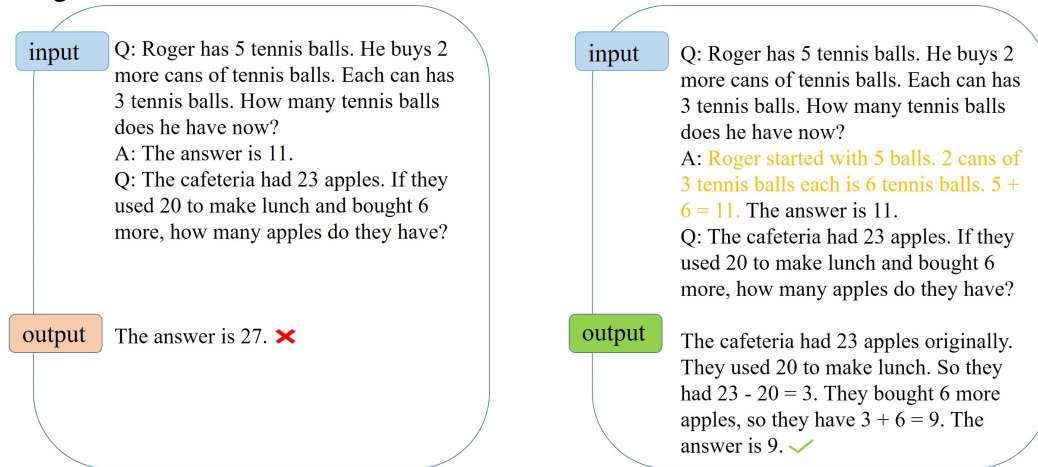 input
Q: Roger has 5 tennis balls. He buys 2
more cans of tennis balls. Each can has
3 tennis balls. How many tennis balls
does he have now?
A: The answer is 11.
Q: The cafeteria had 23 apples. If they
used 20 to make lunch and bought 6
more, how many apples do they have?
output
The answer is 27.
input
Q: Roger has 5 tennis balls. He buys 2
more cans of tennis balls. Each can has
3 tennis balls. How many tennis balls
does he have now?
A: Roger started with 5 balls. 2 cans of
3 tennis balls each is 6 tennis balls. 5 +
6 = 11. The answer is 11.
Q: The cafeteria had 23 apples. If they
used 20 to make lunch and bought 6
more, how many apples do they have?
output
The cafeteria had 23 apples originally.
They used 20 to make lunch. So they
had 23 - 20 = 3. They bought 6 more
apples, so they have 3 + 6 = 9. The
answer is 9.